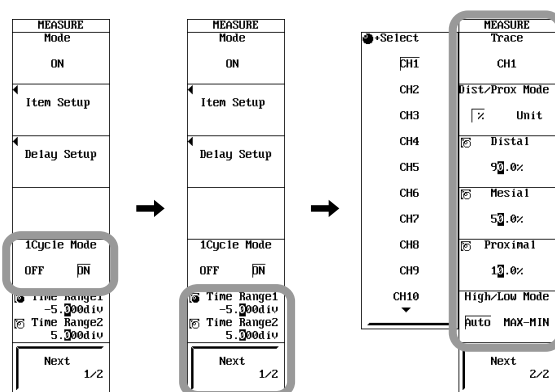 MEASURE
Mode
ON
Item Setup
Delay Setup
1Cycle Mode
OFF ON
Time Range1
-5.000div
Time Range2
5.000div
Next
1/2
MEASURE
Mode
ON
Item Setup
Delay Setup
1Cycle Mode
OFF ON
Time Range1
-5.000div
Time Range2
5.000div
Next
1/2
+Select
CH1
CH2
CH3
CH4
CH5
CH6
CH7
CH8
CH9
CH10
MEASURE
Trace
CH1
Dist/Prox Mode
% Unit
Distal
90.0%
Mesial
50.0%
Proximal
10.0%
High/Low Mode
Auto MAX-MIN
Next
2/2